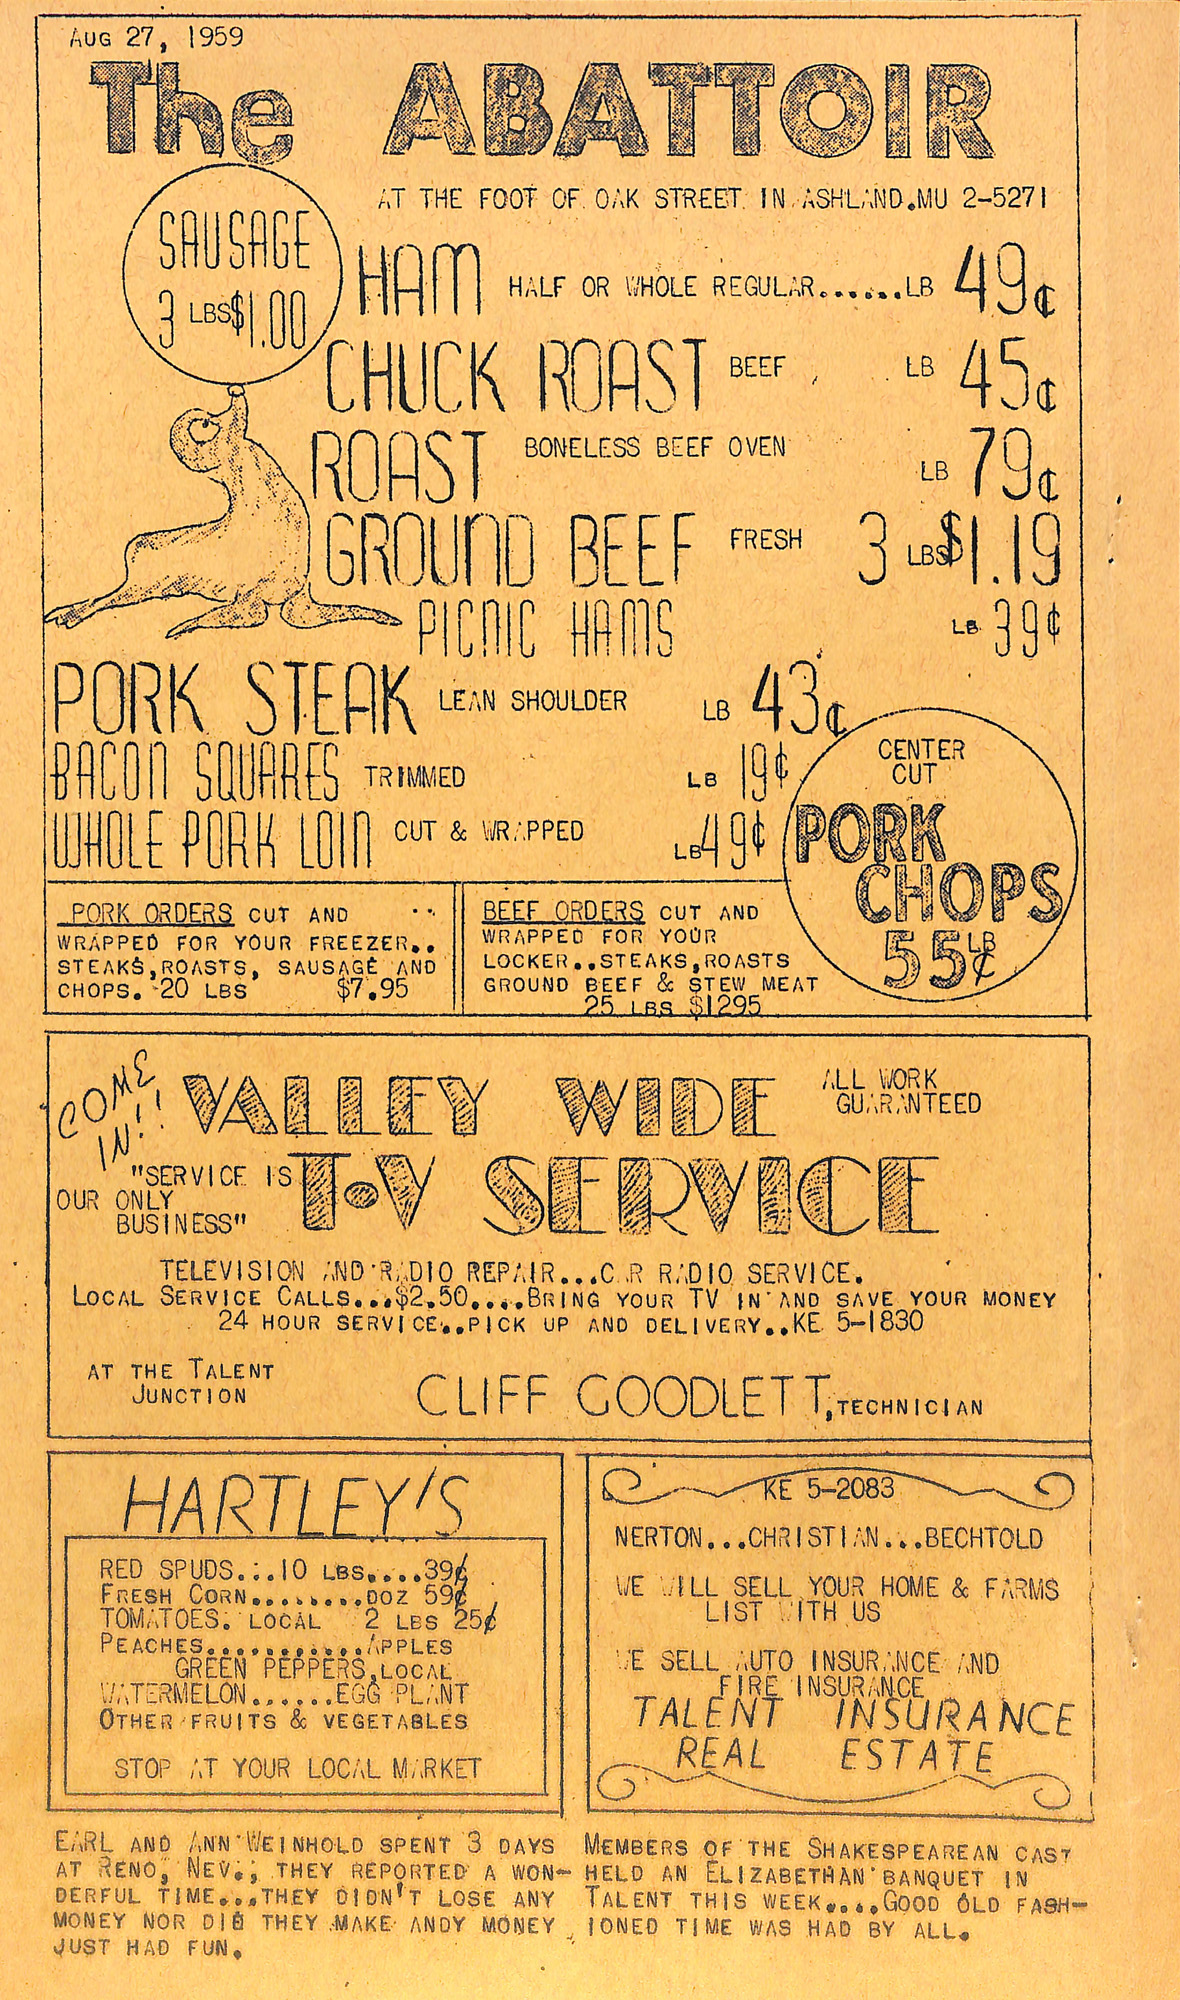 AUG 27, 1959
The ABATTOIR
AT THE FOOT OF OAK STREET IN ASHLAND.MU 2-5271
SAUSAGE
3 LBS$1.00
HAM HALF OR WHOLE REGULAR......LB 49¢
CHUCK ROAST BEEF LB 45¢
ROAST BONELESS BEEF OVEN LB 79¢
GROUND BEEF FRESH 3 LBS$1.19
PICNIC HAMS LB 39¢
PORK STEAK LEAN SHOULDER LB 43¢
BACON SQUARES TRIMMED LB 19¢
WHOLE PORK LOIN CUT & WRAPPED LB 49¢
CENTER
CUT
PORK
CHOPS
55¢ LB
PORK ORDERS CUT AND
WRAPPED FOR YOUR FREEZER..
STEAKS,ROASTS, SAUSAGE AND
CHOPS. 20 LBS $7.95
BEEF ORDERS CUT AND
WRAPPED FOR YOUR
LOCKER..STEAKS,ROASTS
GROUND BEEF & STEW MEAT
25 LBS $1295
COME
IN!!
VALLEY WIDE
ALL WORK
GUARANTEED
"SERVICE IS
OUR ONLY
BUSINESS"
T•V SERVICE
TELEVISION AND RADIO REPAIR...CAR RADIO SERVICE.
LOCAL SERVICE CALLS...$2.50....BRING YOUR TV IN AND SAVE YOUR MONEY
24 HOUR SERVICE..PICK UP AND DELIVERY..KE 5-1830
AT THE TALENT
JUNCTION
CLIFF GOODLETT,TECHNICIAN
HARTLEY'S
RED SPUDS...10 LBS....39¢
FRESH CORN........DOZ 59¢
TOMATOES. LOCAL 2 LBS 25¢
PEACHES...........APPLES
GREEN PEPPERS,LOCAL
WATERMELON......EGG PLANT
OTHER FRUITS & VEGETABLES
STOP AT YOUR LOCAL MARKET
KE 5-2083
NERTON...CHRISTIAN...BECHTOLD
WE WILL SELL YOUR HOME & FARMS
LIST WITH US
WE SELL AUTO INSURANCE AND
FIRE INSURANCE
TALENT INSURANCE
REAL ESTATE
EARL AND ANN WEINHOLD SPENT 3 DAYS
AT RENO, NEV., THEY REPORTED A WON-
DERFUL TIME...THEY DIDN'T LOSE ANY
MONEY NOR DID THEY MAKE ANDY MONEY
JUST HAD FUN.
MEMBERS OF THE SHAKESPEAREAN CAST
HELD AN ELIZABETHAN BANQUET IN
TALENT THIS WEEK....GOOD OLD FASH-
IONED TIME WAS HAD BY ALL.